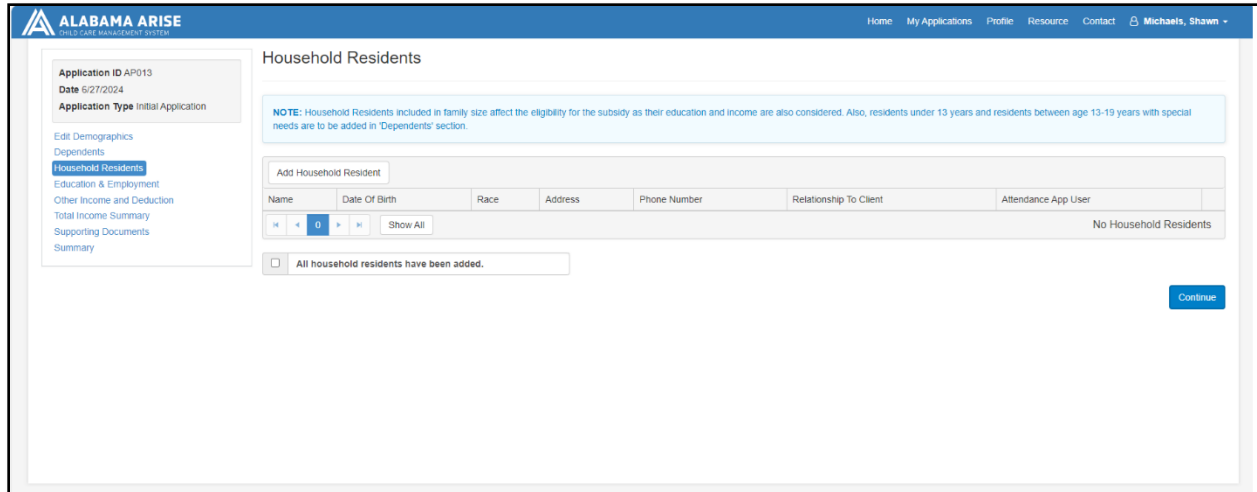 ALABAMA ARISE
CHILD CARE MANAGEMENT SYSTEM
Home My Applications Profile Resource Contact Michaels, Shawn
Application ID AP013
Date 6/27/2024
Application Type Initial Application
Edit Demographics
Dependents
Household Residents
Education & Employment
Other Income and Deduction
Total Income Summary
Supporting Documents
Summary
Household Residents
NOTE: Household Residents included in family size affect the eligibility for the subsidy as their education and income are also considered. Also, residents under 13 years and residents between age 13-19 years with special
needs are to be added in 'Dependents' section.
Add Household Resident
Name Date Of Birth Race Address Phone Number Relationship To Client Attendance App User
0 Show All No Household Residents
All household residents have been added.
Continue